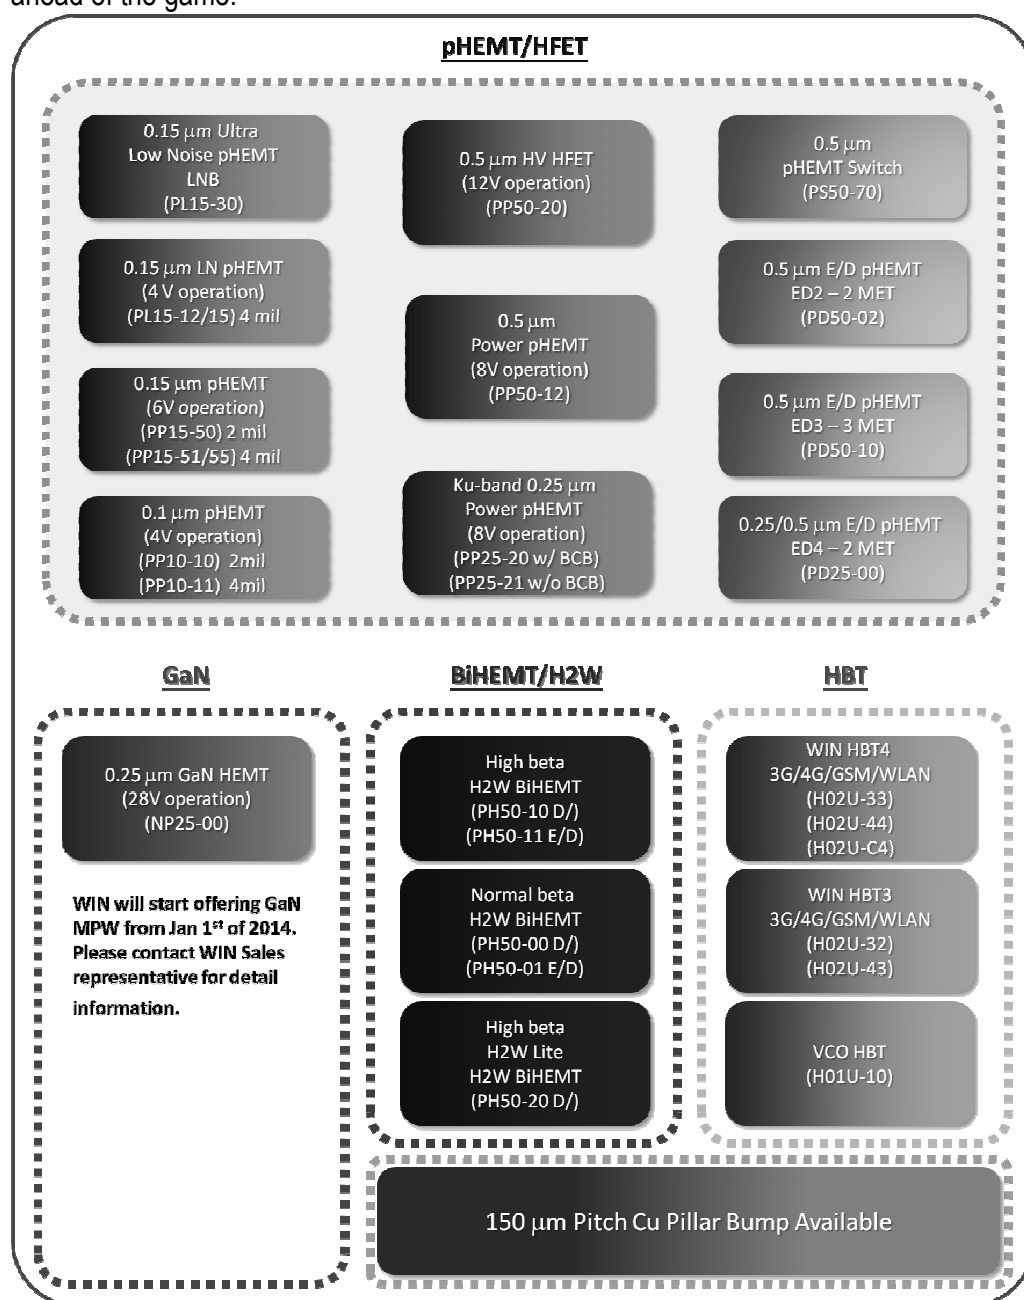 ahead of the game.
pHEMT/HFET
0.15 μm Ultra
Low Noise pHEMT
LNB
(PL15-30)
0.15 μm LN pHEMT
(4 V operation)
(PL15-12/15) 4 mil
0.15 μm pHEMT
(6V operation)
(PP15-50) 2 mil
(PP15-51/55) 4 mil
0.1 μm pHEMT
(4V operation)
(PP10-10) 2mil
(PP10-11) 4mil
0.5 μm HV HFET
(12V operation)
(PP50-20)
0.5 μm
Power pHEMT
(8V operation)
(PP50-12)
Ku-band 0.25 μm
Power pHEMT
(8V operation)
(PP25-20 w/ BCB)
(PP25-21 w/o BCB)
0.5 μm
pHEMT Switch
(PS50-70)
0.5 μm E/D pHEMT
ED2 – 2 MET
(PD50-02)
0.5 μm E/D pHEMT
ED3 – 3 MET
(PD50-10)
0.25/0.5 μm E/D pHEMT
ED4 – 2 MET
(PD25-00)
GaN
0.25 μm GaN HEMT
(28V operation)
(NP25-00)
WIN will start offering GaN
MPW from Jan 1st of 2014.
Please contact WIN Sales
representative for detail
information.
BiHEMT/H2W
High beta
H2W BiHEMT
(PH50-10 D/)
(PH50-11 E/D)
Normal beta
H2W BiHEMT
(PH50-00 D/)
(PH50-01 E/D)
High beta
H2W Lite
H2W BiHEMT
(PH50-20 D/)
HBT
WIN HBT4
3G/4G/GSM/WLAN
(H02U-33)
(H02U-44)
(H02U-C4)
WIN HBT3
3G/4G/GSM/WLAN
(H02U-32)
(H02U-43)
VCO HBT
(H01U-10)
150 μm Pitch Cu Pillar Bump Available